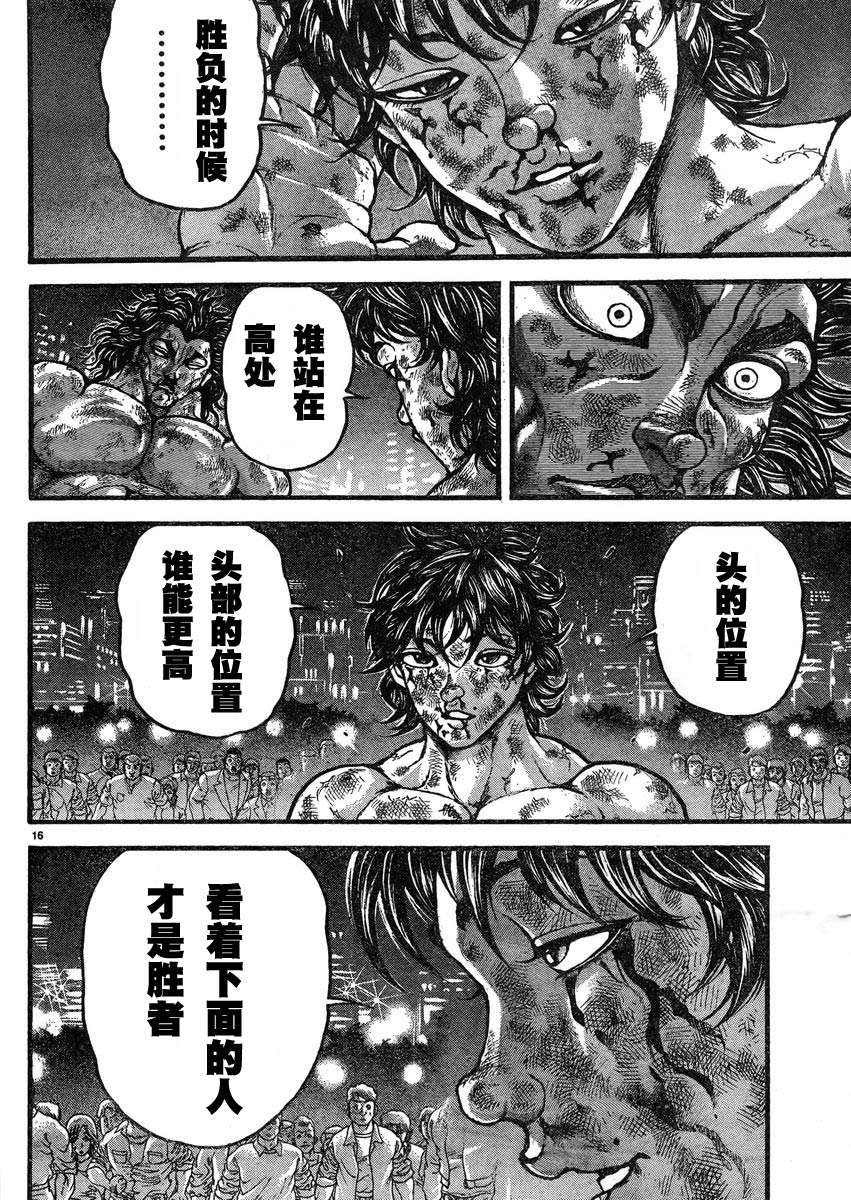 胜负的时候
………
谁站在
高处
头的位置
头部的位置
谁能更高
16
看着下面的人
才是胜者